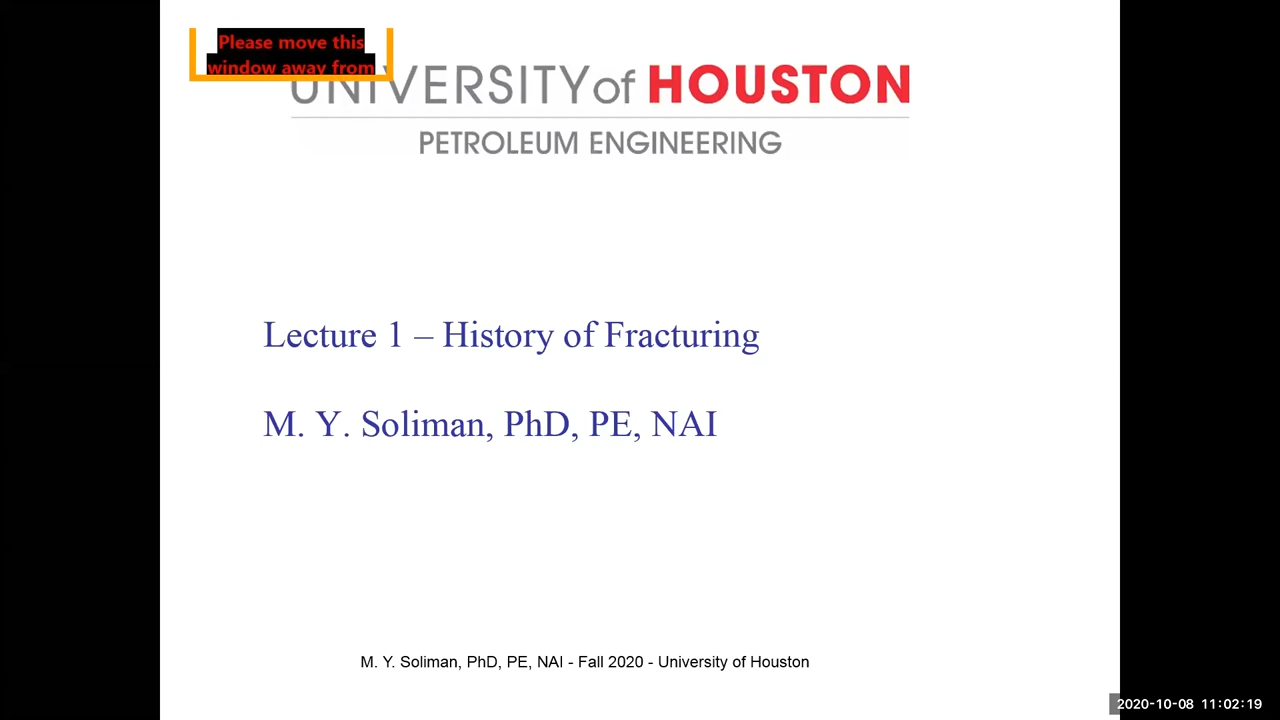 Please move this
window away from
UNIVERSITY of HOUSTON
PETROLEUM ENGINEERING
Lecture 1 – History of Fracturing
M. Y. Soliman, PhD, PE, NAI
M. Y. Soliman, PhD, PE, NAI - Fall 2020 - University of Houston
2020-10-08 11:02:19